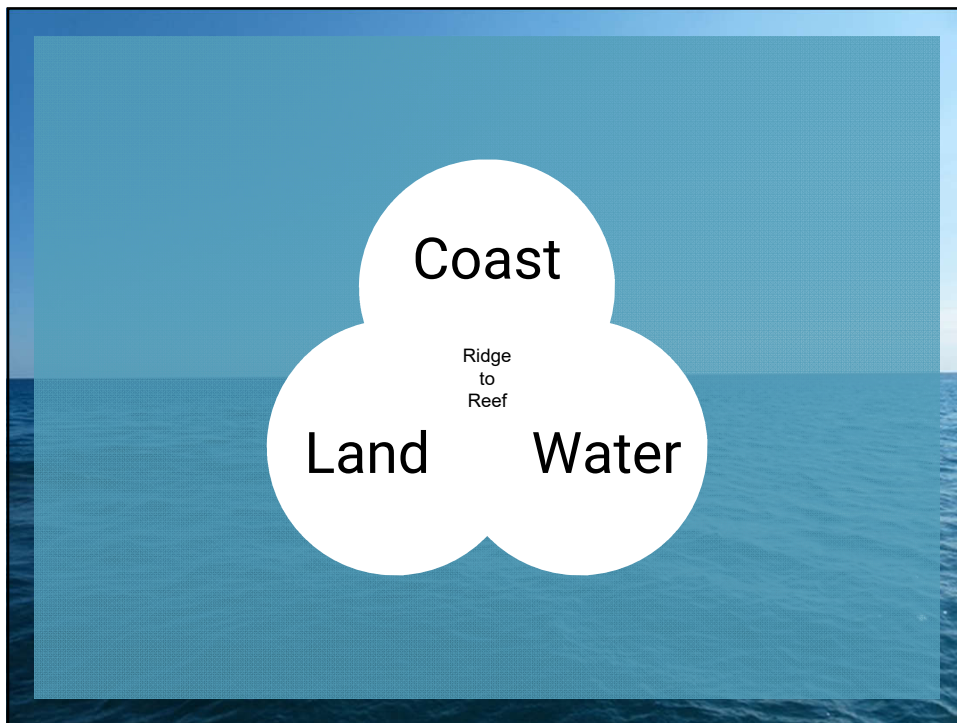 Coast
Ridge
to
Reef
Land
Water